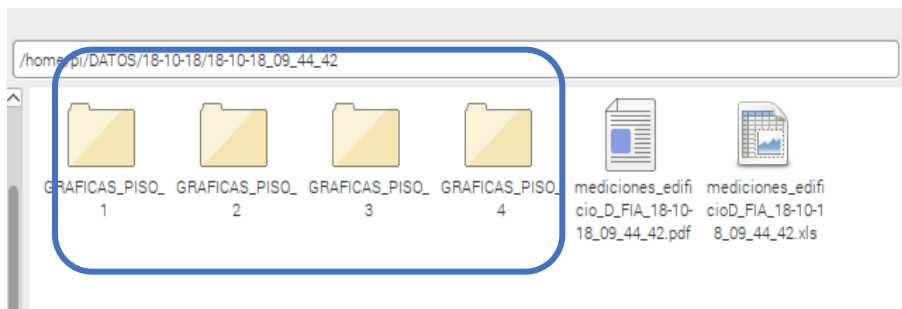 /home/pi/DATOS/18-10-18/18-10-18_09_44_42
GRAFICAS_PISO_
1
GRAFICAS_PISO_
2
GRAFICAS_PISO_
3
GRAFICAS_PISO_
4
mediciones_edifi
cio_D_FIA_18-10-
18_09_44_42.pdf
mediciones_edifi
cioD_FIA_18-10-1
8_09_44_42.xls